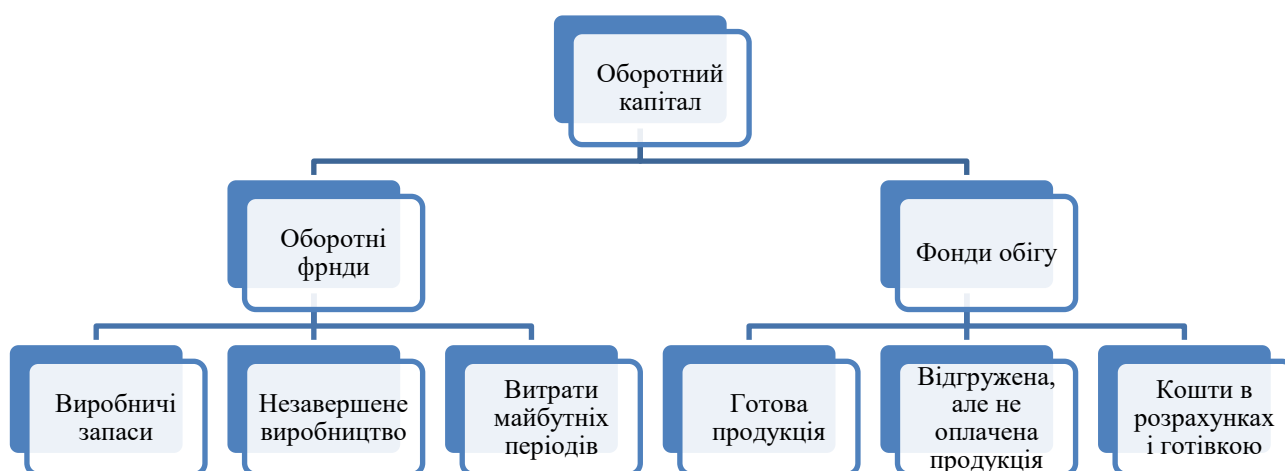 Оборотний
капітал
Оборотні
фрнди
Фонди обігу
Виробничі
запаси
Незавершене
виробництво
Витрати
майбутніх
періодів
Готова
продукція
Відгружена,
але не
оплачена
продукція
Кошти в
розрахунках
і готівкою